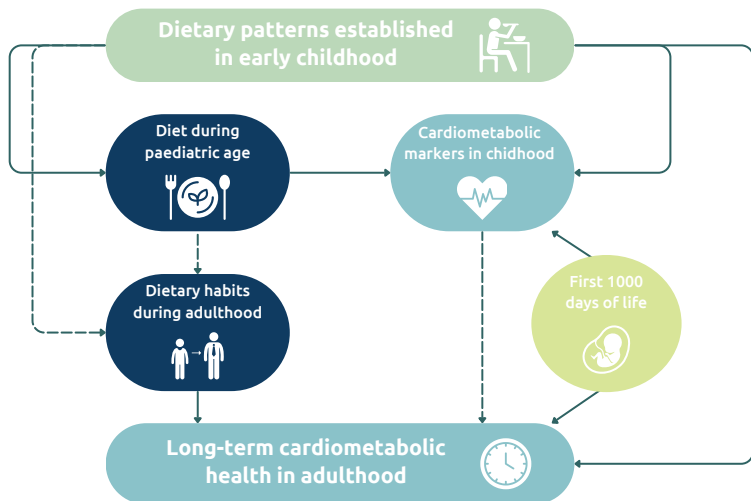 Dietary patterns established
in early childhood
Diet during
paediatric age
Cardiometabolic
markers in chidhood
Dietary habits
during adulthood
First 1000
days of life
Long-term cardiometabolic
health in adulthood